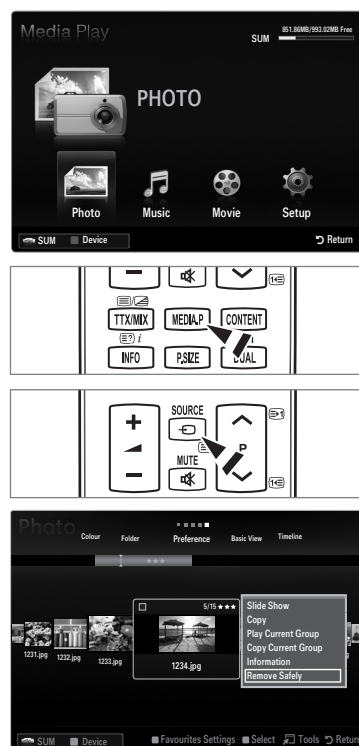 Media Play
SUM
851.86MB/993.02MB Free
PHOTO
Photo Music Movie Setup
SUM Device Return
TTX/MIX MEDIA.P CONTENT
INFO P.SIZE DUAL
SOURCE
P
MUTE
Photo
Colour Folder Preference Basic View Timeline
5/15 ★★★
1231.jpg 1232.jpg 1233.jpg 1234.jpg
Slide Show
Copy
Play Current Group
Copy Current Group
Information
Remove Safely
SUM Device Favourites Settings Select Tools Return